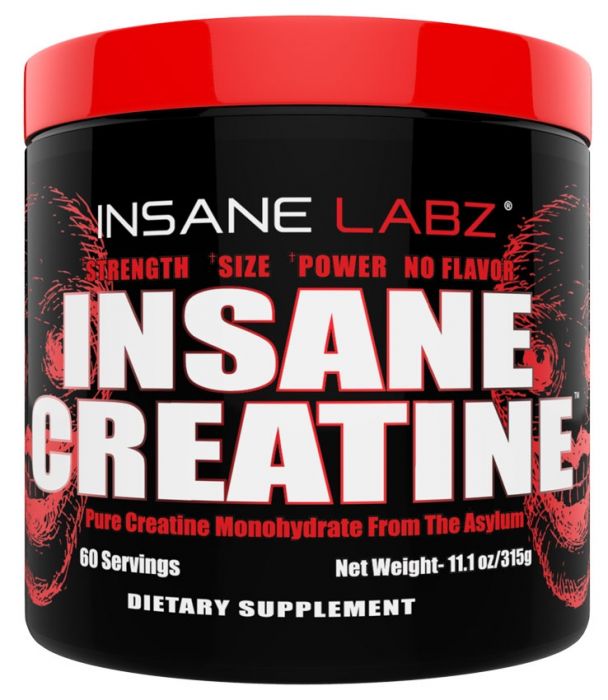 INSANE LABZ®
STRENGTH †SIZE †POWER NO FLAVOR
INSANE
CREATINE™
Pure Creatine Monohydrate From The Asylum
60 Servings
Net Weight- 11.1 oz/315g
DIETARY SUPPLEMENT